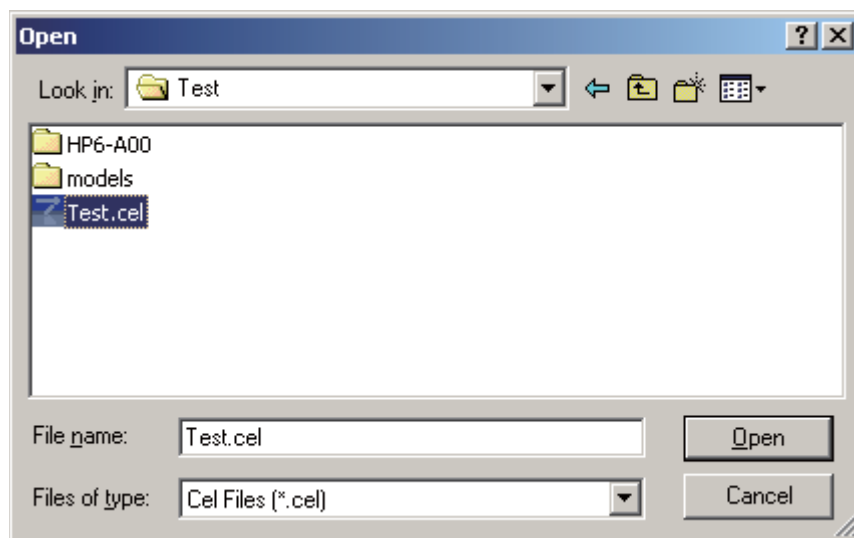 Open
Look in: Test
HP6-A00
models
Test.cel
File name: Test.cel Open
Files of type: Cel Files (*.cel) Cancel